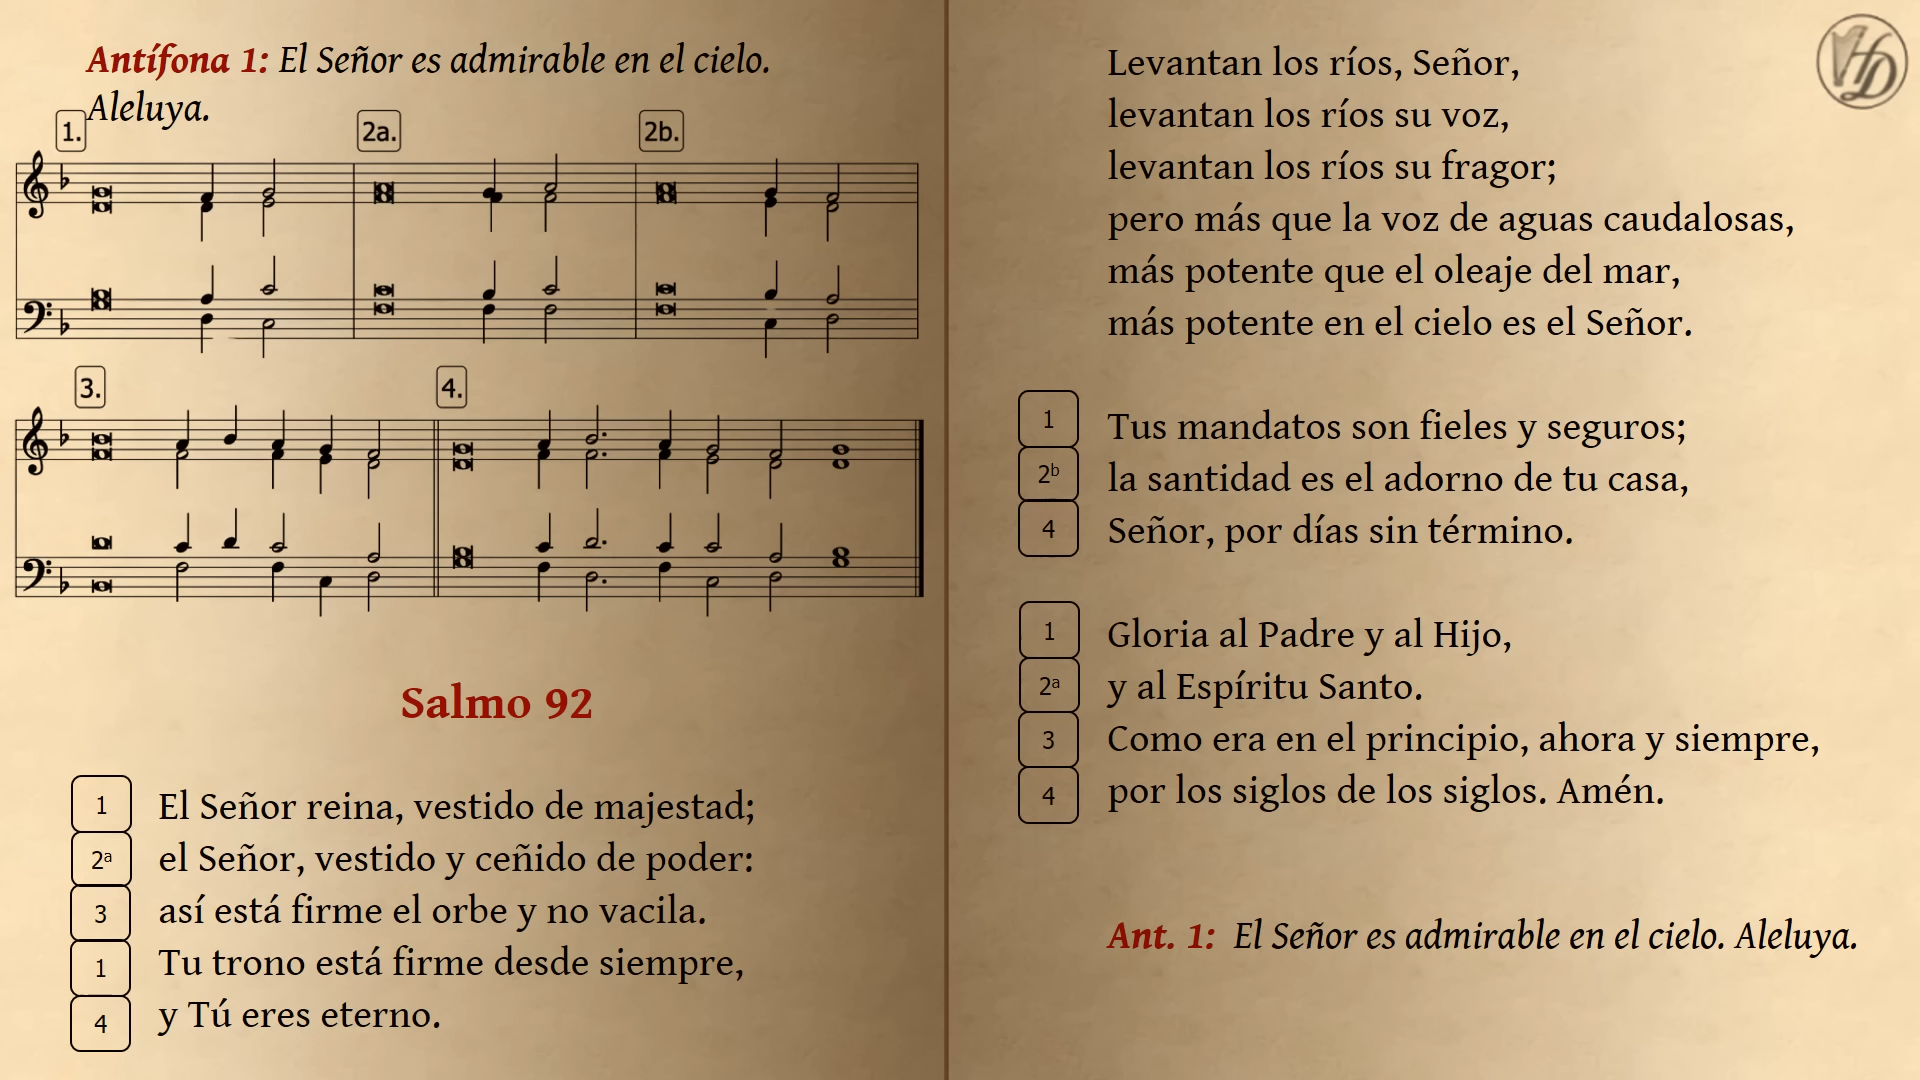 Antífona 1: El Señor es admirable en el cielo.
Aleluya.
1. 2a. 2b.
3. 4.
Salmo 92
1 El Señor reina, vestido de majestad;
2ª el Señor, vestido y ceñido de poder:
3 así está firme el orbe y no vacila.
1 Tu trono está firme desde siempre,
4 y Tú eres eterno.
HD
Levantan los ríos, Señor,
levantan los ríos su voz,
levantan los ríos su fragor;
pero más que la voz de aguas caudalosas,
más potente que el oleaje del mar,
más potente en el cielo es el Señor.
1 Tus mandatos son fieles y seguros;
2ᵇ la santidad es el adorno de tu casa,
4 Señor, por días sin término.
1 Gloria al Padre y al Hijo,
2ª y al Espíritu Santo.
3 Como era en el principio, ahora y siempre,
4 por los siglos de los siglos. Amén.
Ant. 1: El Señor es admirable en el cielo. Aleluya.